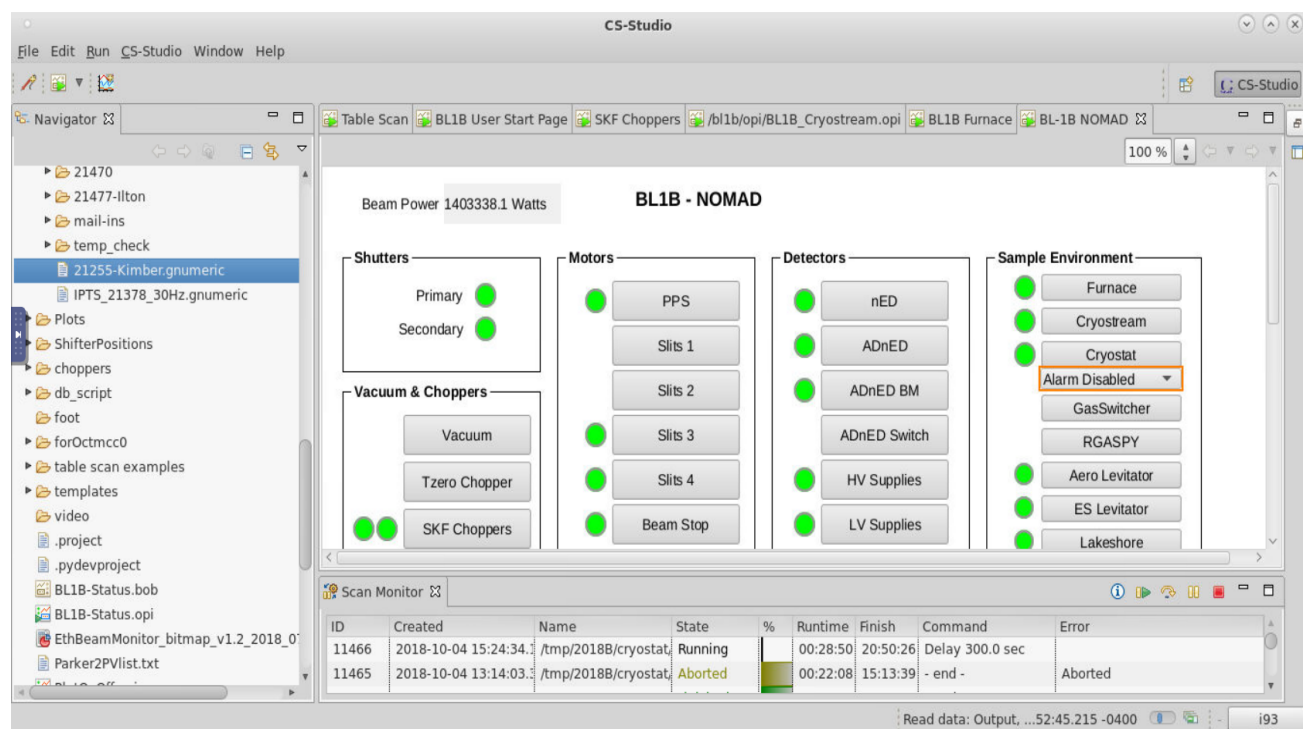 CS-Studio
File Edit Run CS-Studio Window Help
CS-Studio
Navigator
21470
21477-Ilton
mail-ins
temp_check
21255-Kimber.gnumeric
IPTS_21378_30Hz.gnumeric
Plots
ShifterPositions
choppers
db_script
foot
forOctmcc0
table scan examples
templates
video
.project
.pydevproject
BL1B-Status.bob
BL1B-Status.opi
EthBeamMonitor_bitmap_v1.2_2018_0
Parker2PVlist.txt
Table Scan BL1B User Start Page SKF Choppers /bl1b/opi/BL1B_Cryostream.opi BL1B Furnace BL-1B NOMAD
100 %
Beam Power 1403338.1 Watts
BL1B - NOMAD
Shutters
Primary
Secondary
Vacuum & Choppers
Vacuum
Tzero Chopper
SKF Choppers
Motors
PPS
Slits 1
Slits 2
Slits 3
Slits 4
Beam Stop
Detectors
nED
ADnED
ADnED BM
ADnED Switch
HV Supplies
LV Supplies
Sample Environment
Furnace
Cryostream
Cryostat
Alarm Disabled
GasSwitcher
RGASPY
Aero Levitator
ES Levitator
Lakeshore
Scan Monitor
ID Created Name State % Runtime Finish Command Error
11466 2018-10-04 15:24:34.1 /tmp/2018B/cryostat, Running 00:28:50 20:50:26 Delay 300.0 sec
11465 2018-10-04 13:14:03. /tmp/2018B/cryostat, Aborted 00:22:08 15:13:39 - end - Aborted
Read data: Output, ...52:45.215 -0400
i93